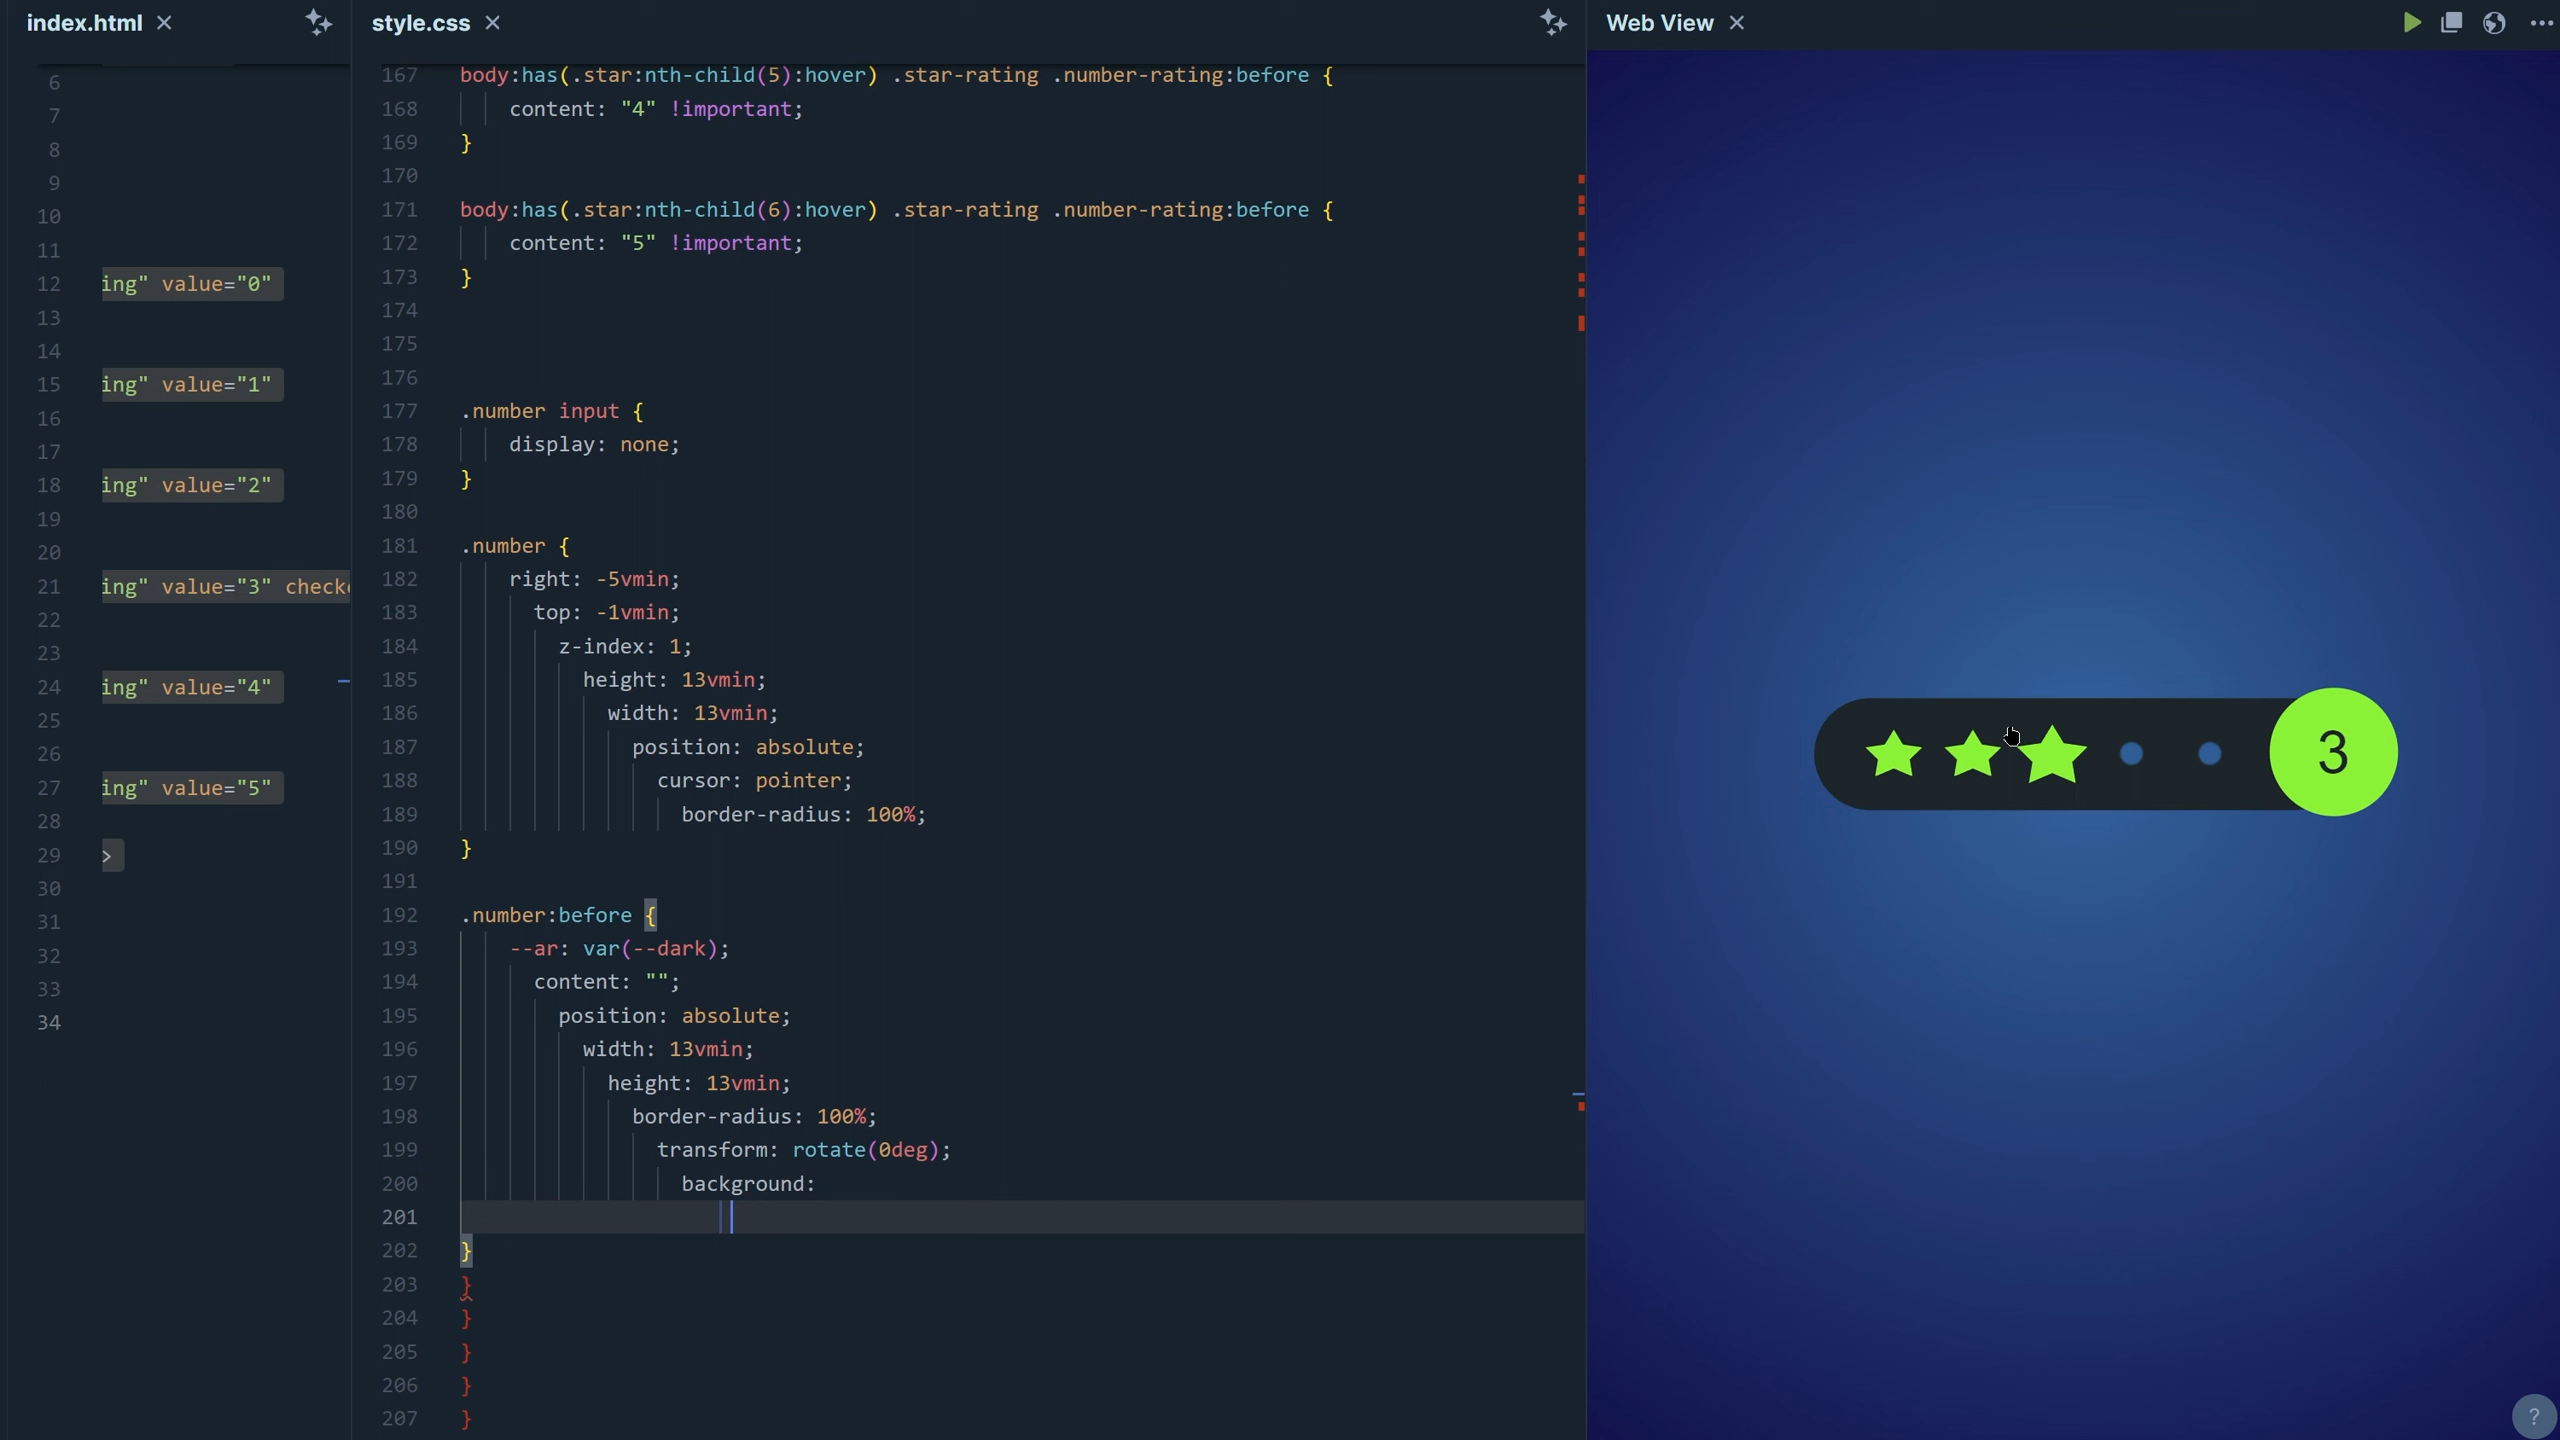 index.html
6
7
8
9
10
11
12 ing" value="0"
13
14
15 ing" value="1"
16
17
18 ing" value="2"
19
20
21 ing" value="3"
22
23
24 ing" value="4"
25
26
27 ing" value="5"
28
29 >
30
31
32
33
34
style.css
167 body:has(.star:nth-child(5):hover) .star-rating .number-rating:before {
168 content: "4" !important;
169 }
170
171 body:has(.star:nth-child(6):hover) .star-rating .number-rating:before {
172 content: "5" !important;
173 }
174
175
176
177 .number input {
178 display: none;
179 }
180
181 .number {
182 right: -5vmin;
183 top: -1vmin;
184 z-index: 1;
185 height: 13vmin;
186 width: 13vmin;
187 position: absolute;
188 cursor: pointer;
189 border-radius: 100%;
190 }
191
192 .number:before {
193 --ar: var(--dark);
194 content: "";
195 position: absolute;
196 width: 13vmin;
197 height: 13vmin;
198 border-radius: 100%;
199 transform: rotate(0deg);
200 background:
201
202 }
203 }
204 }
205 }
206 }
207 }
Web View
3
?